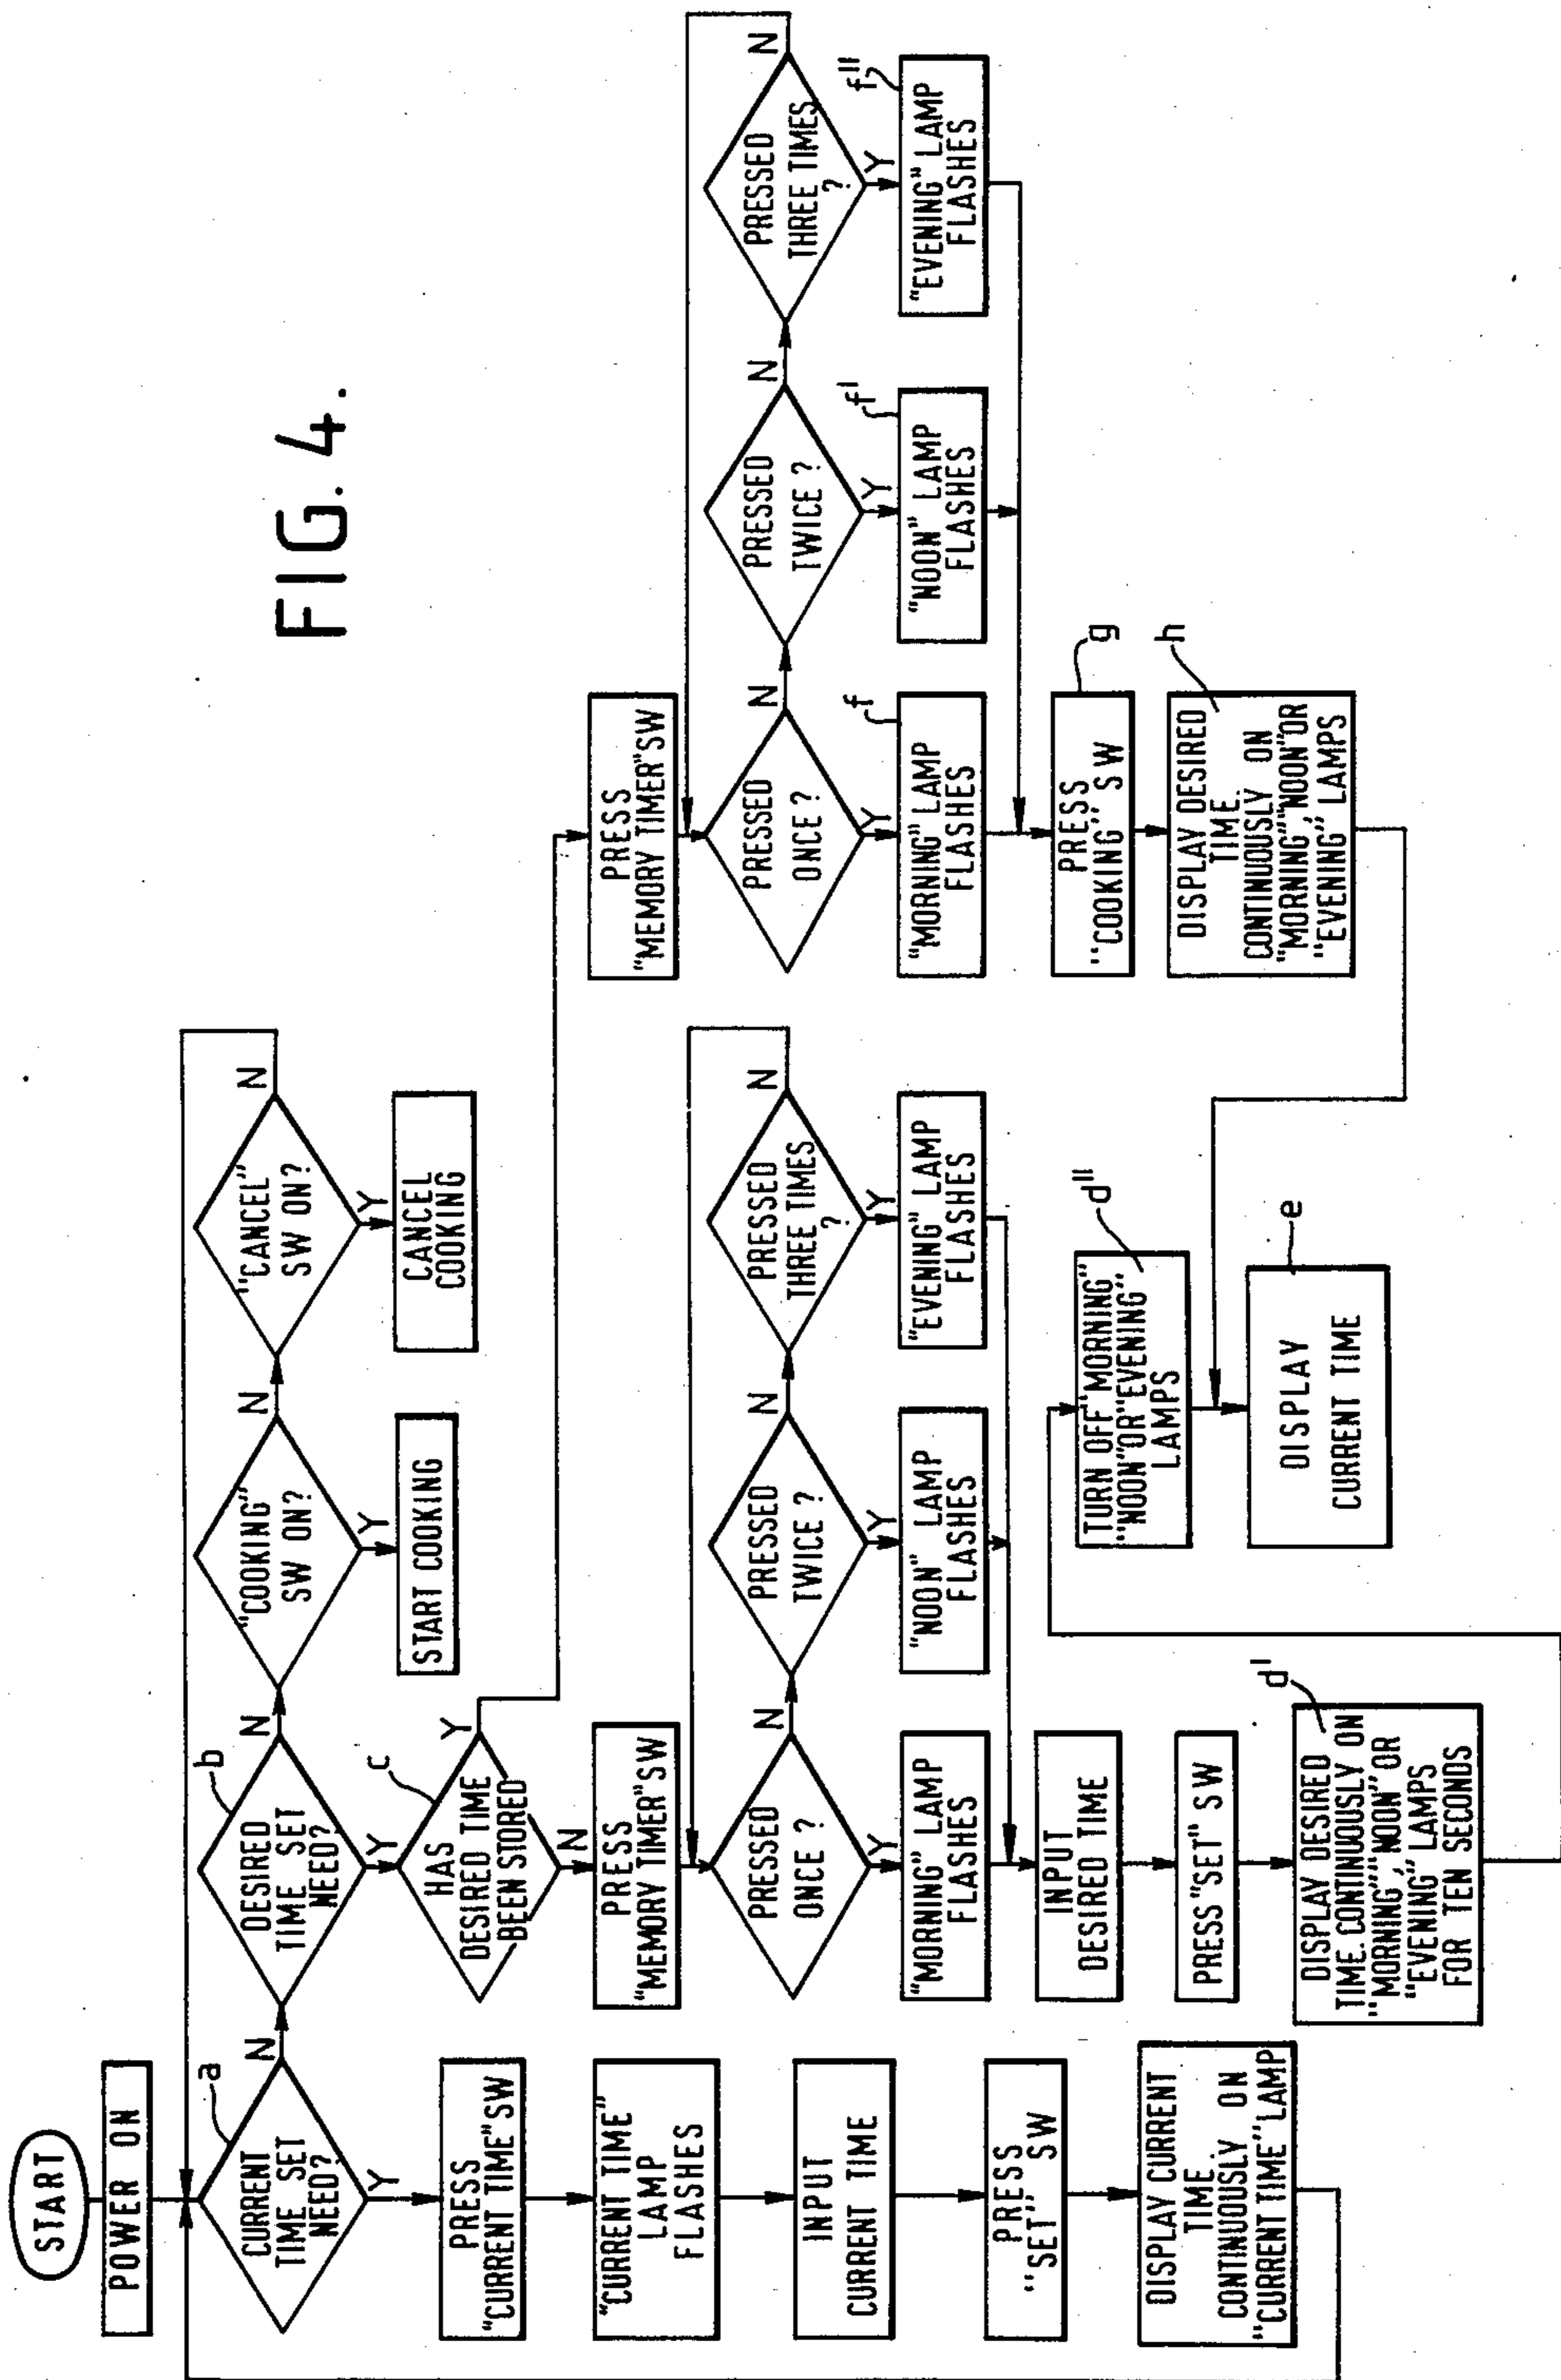 FIG. 4.
START
POWER ON
a
CURRENT
TIME SET
NEED?
N
Y
PRESS
"CURRENT TIME" SW
"CURRENT TIME"
LAMP
FLASHES
INPUT
CURRENT TIME
PRESS
"SET" SW
DISPLAY CURRENT
TIME.
CONTINUOUSLY ON
"CURRENT TIME" LAMP
b
DESIRED
TIME SET
NEED?
N
Y
"COOKING"
SW ON?
N
Y
START COOKING
"CANCEL"
SW ON?
N
Y
CANCEL
COOKING
c
HAS
DESIRED TIME
BEEN STORED
Y
N
PRESS
"MEMORY TIMER" SW
PRESSED
ONCE ?
N
Y
PRESSED
TWICE ?
N
Y
PRESSED
THREE TIMES
?
N
Y
"MORNING" LAMP
FLASHES
"NOON" LAMP
FLASHES
"EVENING" LAMP
FLASHES
INPUT
DESIRED TIME
PRESS "SET" SW
d'
DISPLAY DESIRED
TIME. CONTINUOUSLY ON
"MORNING", "NOON" OR
"EVENING" LAMPS
FOR TEN SECONDS
d"
TURN OFF "MORNING"
"NOON" OR "EVENING"
LAMPS
e
DISPLAY
CURRENT TIME
PRESS
"MEMORY TIMER" SW
PRESSED
ONCE ?
N
Y
PRESSED
TWICE ?
N
Y
PRESSED
THREE TIMES
?
N
Y
f
"MORNING" LAMP
FLASHES
f'
"NOON" LAMP
FLASHES
f"
"EVENING" LAMP
FLASHES
g
PRESS
"COOKING" SW
h
DISPLAY DESIRED
TIME.
CONTINUOUSLY ON
"MORNING" "NOON" OR
"EVENING", LAMPS